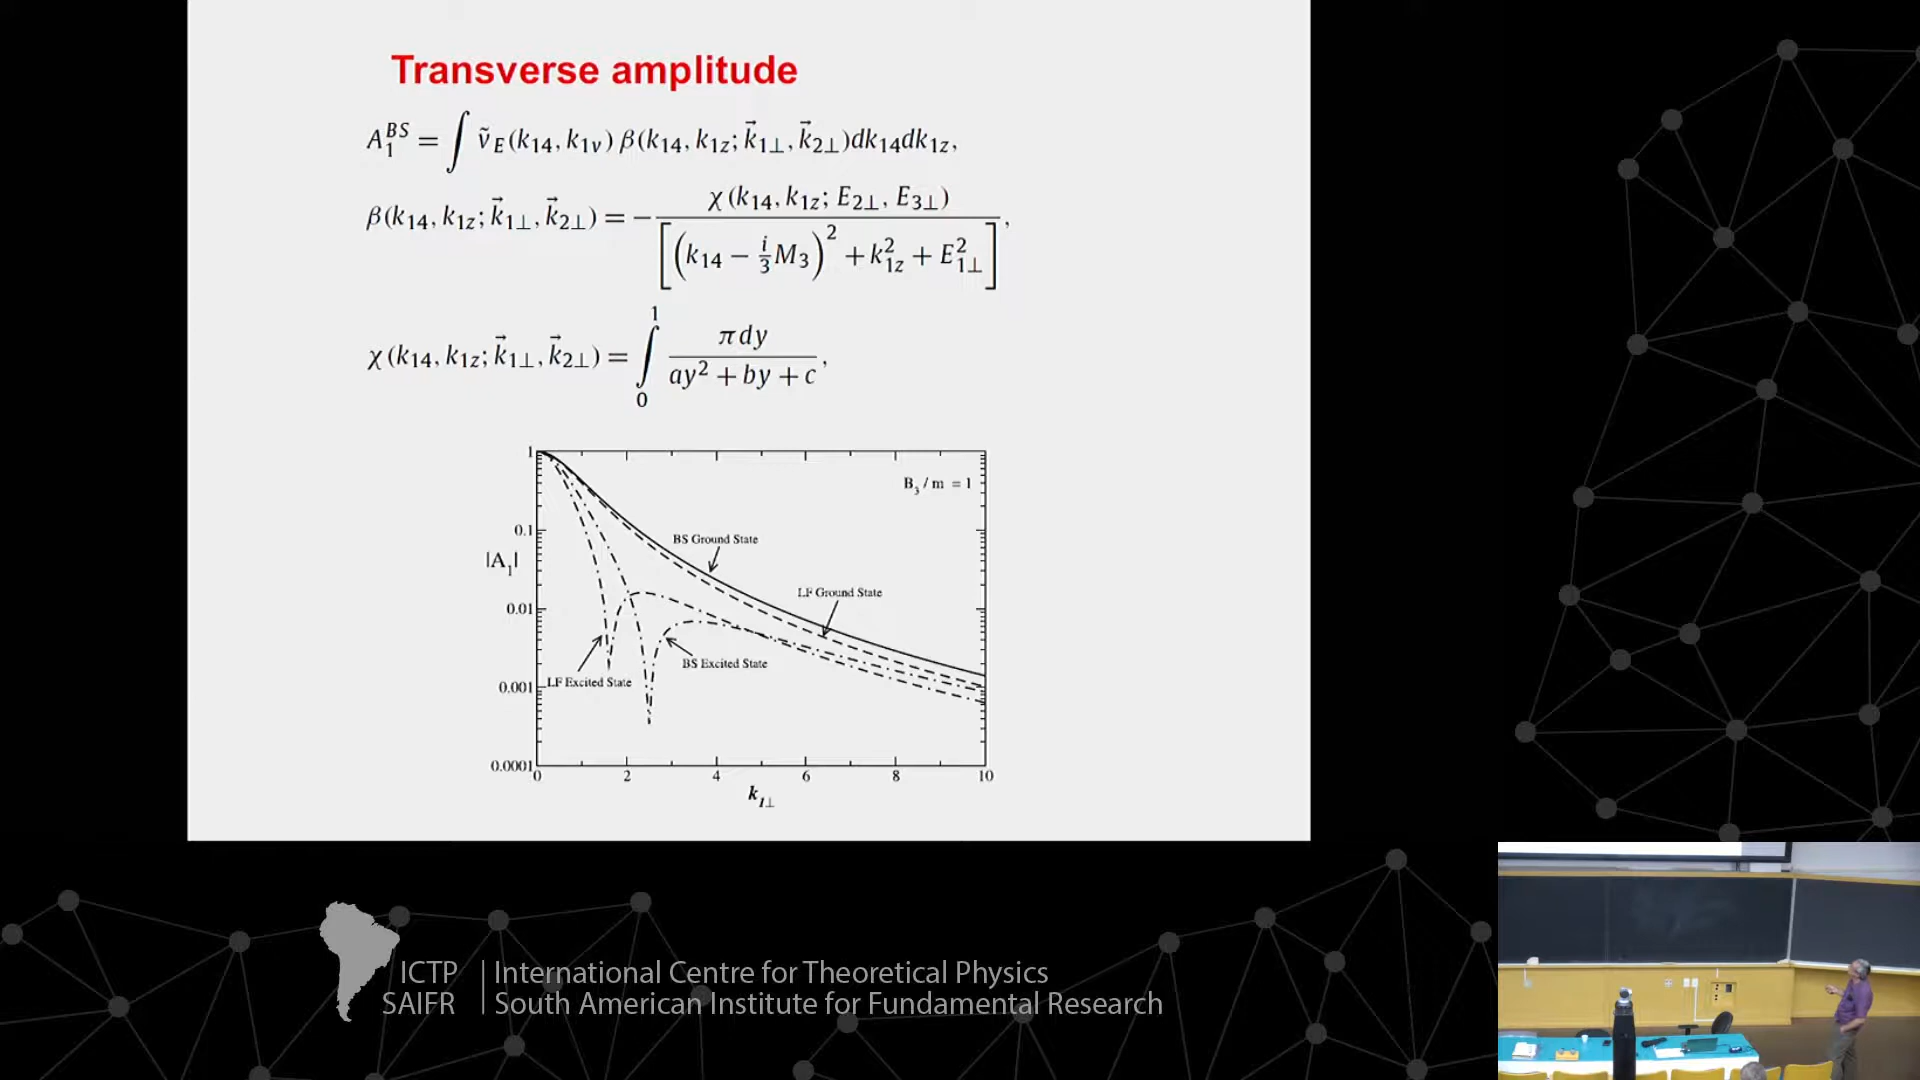 Transverse amplitude
A_1^{BS} = ∫ ṽ_E(k_{14}, k_{1v}) β(k_{14}, k_{1z}; k⃗_{1⊥}, k⃗_{2⊥})dk_{14}dk_{1z},
β(k_{14}, k_{1z}; k⃗_{1⊥}, k⃗_{2⊥}) = − χ(k_{14}, k_{1z}; E_{2⊥}, E_{3⊥}) / [(k_{14} − i/3 M_3)^2 + k_{1z}^2 + E_{1⊥}^2],
χ(k_{14}, k_{1z}; k⃗_{1⊥}, k⃗_{2⊥}) = ∫_0^1 πdy / (ay^2 + by + c),
1
B_3 / m = 1
0.1
BS Ground State
|A_1|
LF Ground State
0.01
BS Excited State
LF Excited State
0.001
0.0001
0 2 4 6 8 10
k_{1⊥}
ICTP | International Centre for Theoretical Physics
SAIFR | South American Institute for Fundamental Research